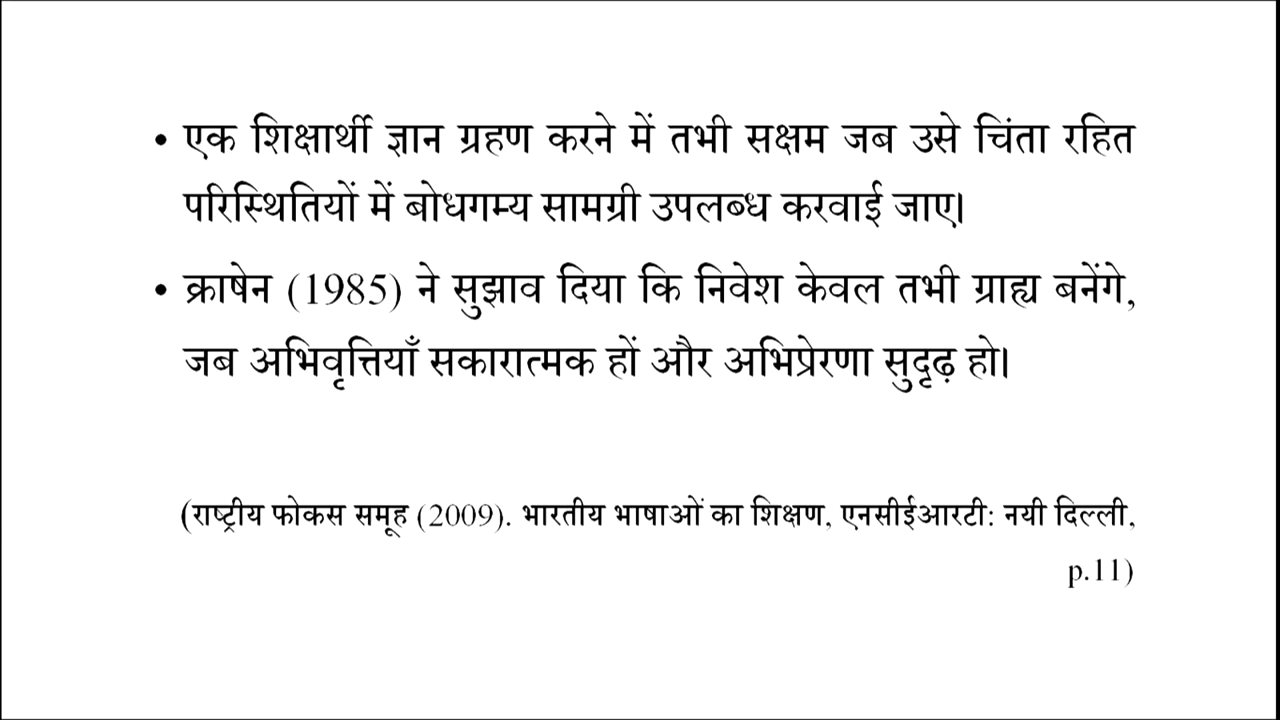 • एक शिक्षार्थी ज्ञान ग्रहण करने में तभी सक्षम जब उसे चिंता रहित
परिस्थितियों में बोधगम्य सामग्री उपलब्ध करवाई जाए।
• क्राषेन (1985) ने सुझाव दिया कि निवेश केवल तभी ग्राह्य बनेंगे,
जब अभिवृत्तियाँ सकारात्मक हों और अभिप्रेरणा सुदृढ़ हो।
(राष्ट्रीय फोकस समूह (2009). भारतीय भाषाओं का शिक्षण, एनसीईआरटी: नयी दिल्ली,
p.11)